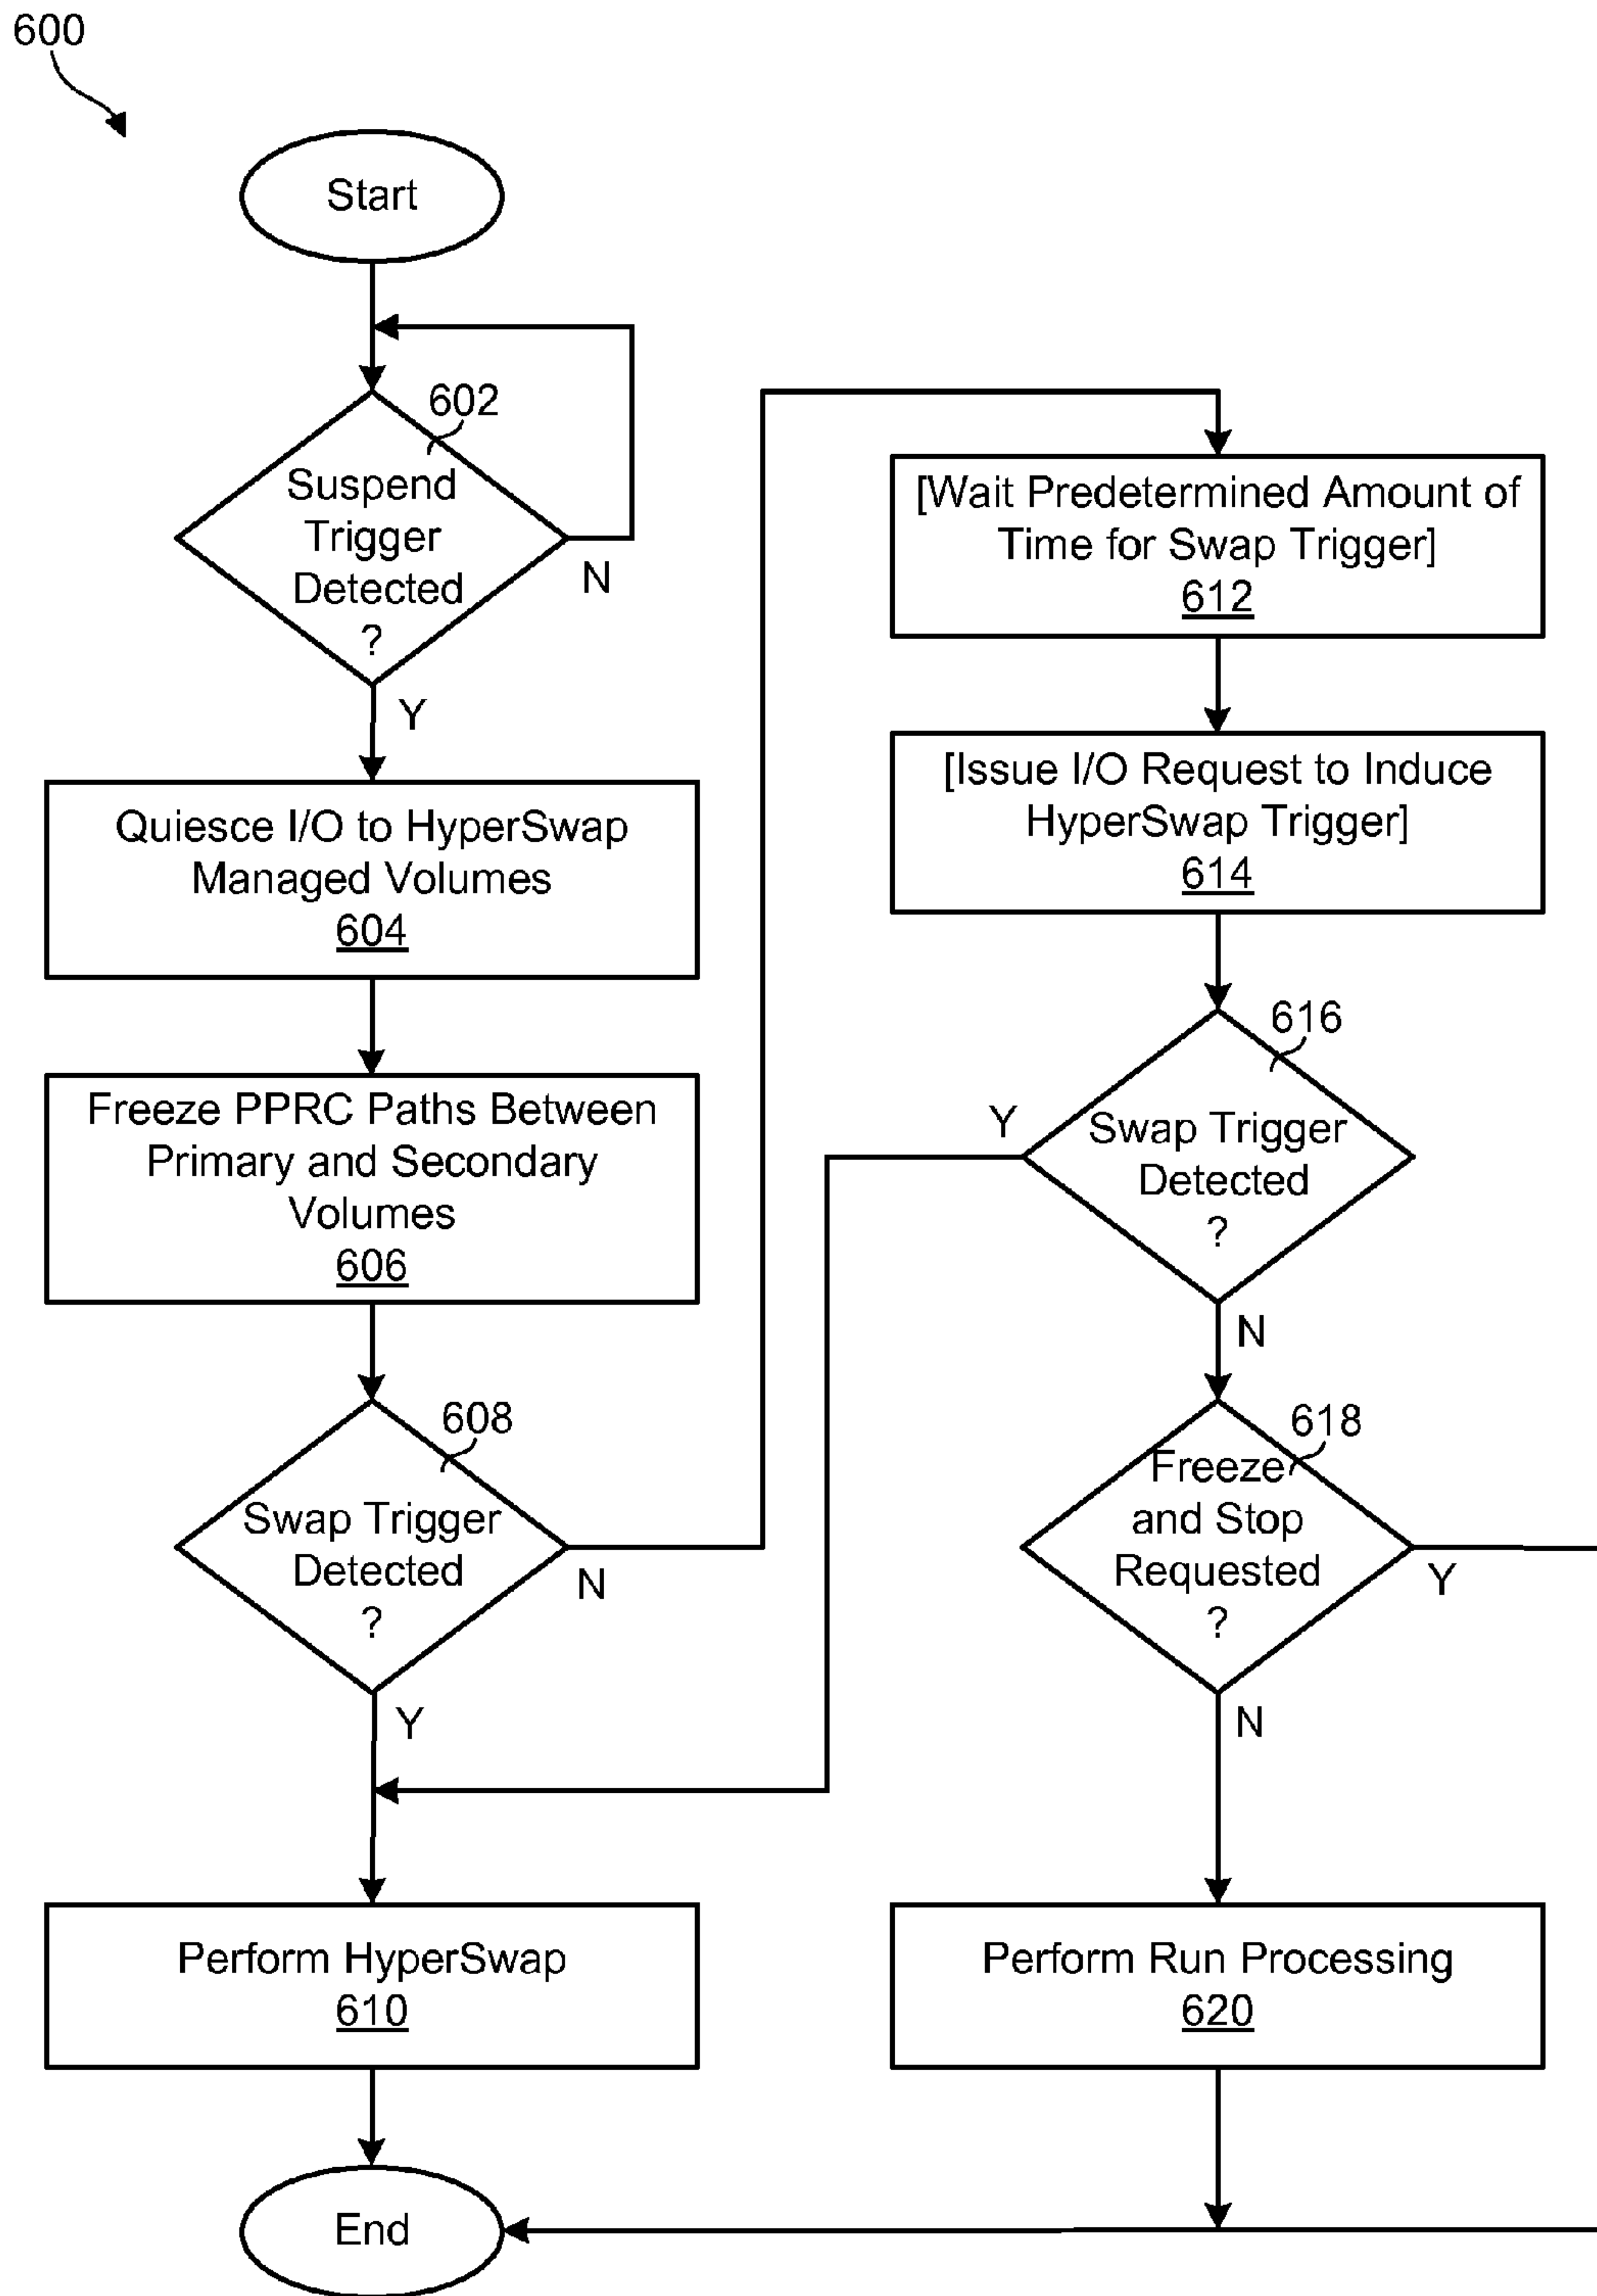 600
Start
602
Suspend
Trigger
Detected
?
N
Y
Quiesce I/O to HyperSwap
Managed Volumes
604
Freeze PPRC Paths Between
Primary and Secondary
Volumes
606
608
Swap Trigger
Detected
?
N
Y
Perform HyperSwap
610
End
[Wait Predetermined Amount of
Time for Swap Trigger]
612
[Issue I/O Request to Induce
HyperSwap Trigger]
614
616
Y
Swap Trigger
Detected
?
N
618
Freeze
and Stop
Requested
?
Y
N
Perform Run Processing
620